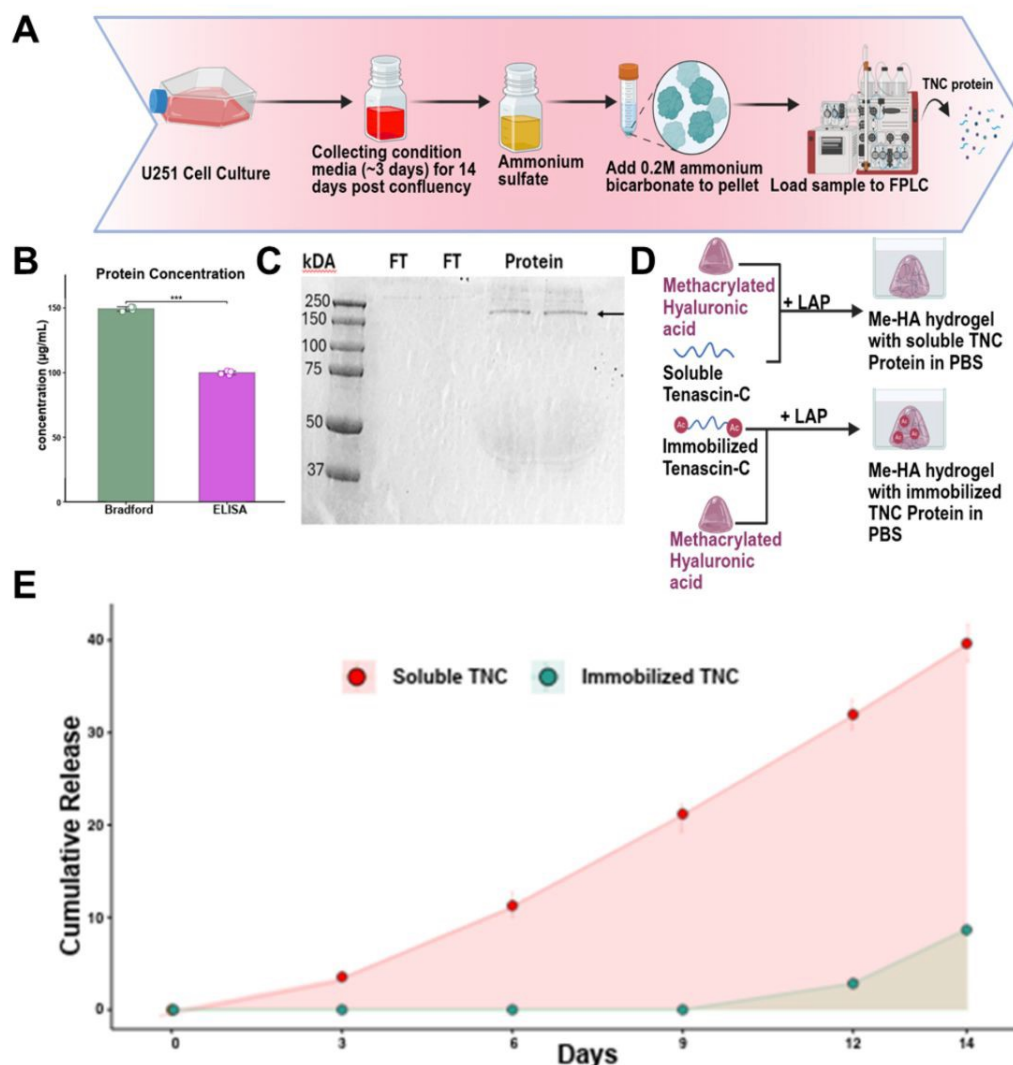 A
U251 Cell Culture
Collecting condition
media (~3 days) for 14
days post confluency
Ammonium
sulfate
Add 0.2M ammonium
bicarbonate to pellet
Load sample to FPLC
TNC protein
B
Protein Concentration
***
concentration (µg/mL)
150
100
50
0
Bradford
ELISA
C
kDA
FT
FT
Protein
250
150
100
75
50
37
D
Methacrylated
Hyaluronic
acid
+ LAP
Soluble
Tenascin-C
Me-HA hydrogel
with soluble TNC
Protein in PBS
Ac
Ac
Immobilized
Tenascin-C
+ LAP
Ac
Ac
Ac
Me-HA hydrogel
with immobilized
TNC Protein in
PBS
Methacrylated
Hyaluronic
acid
E
Cumulative Release
40
30
20
10
0
Soluble TNC
Immobilized TNC
0
3
6
9
12
14
Days